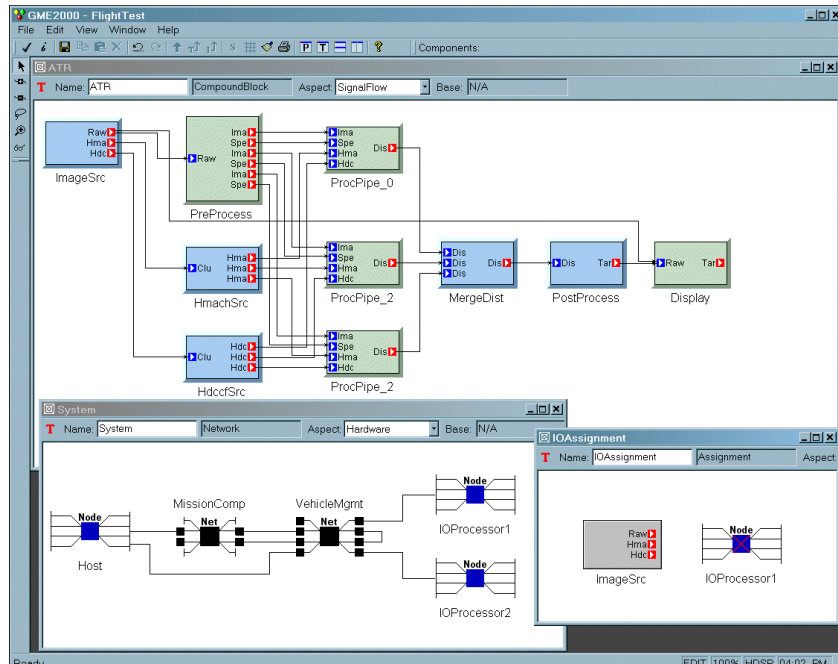 GME2000 - FlightTest
File Edit View Window Help
P T Components:
ATR
T Name: ATR CompoundBlock Aspect: SignalFlow Base: N/A
Raw
Hma
Hdc
ImageSrc
Raw
Ima
Spe
Ima
Spe
Ima
Spe
PreProcess
Ima
Spe
Hma
Hdc
Dis
ProcPipe_0
Clu
Hma
Hma
Hma
HmachSrc
Ima
Spe
Hma
Hdc
Dis
ProcPipe_2
Dis
Dis
Dis
Dis
MergeDist
Dis
Tar
PostProcess
Raw
Tar
Display
Clu
Hdc
Hdc
Hdc
HdccfSrc
Ima
Spe
Hma
Hdc
Dis
ProcPipe_2
System
T Name: System Network Aspect: Hardware Base: N/A
Node
Host
MissionComp
Net
VehicleMgmt
Net
Node
IOProcessor1
Node
IOProcessor2
IOAssignment
T Name: IOAssignment Assignment Aspect
Raw
Hma
Hdc
ImageSrc
Node
IOProcessor1
Ready EDIT 100% HDSP 04:02 PM